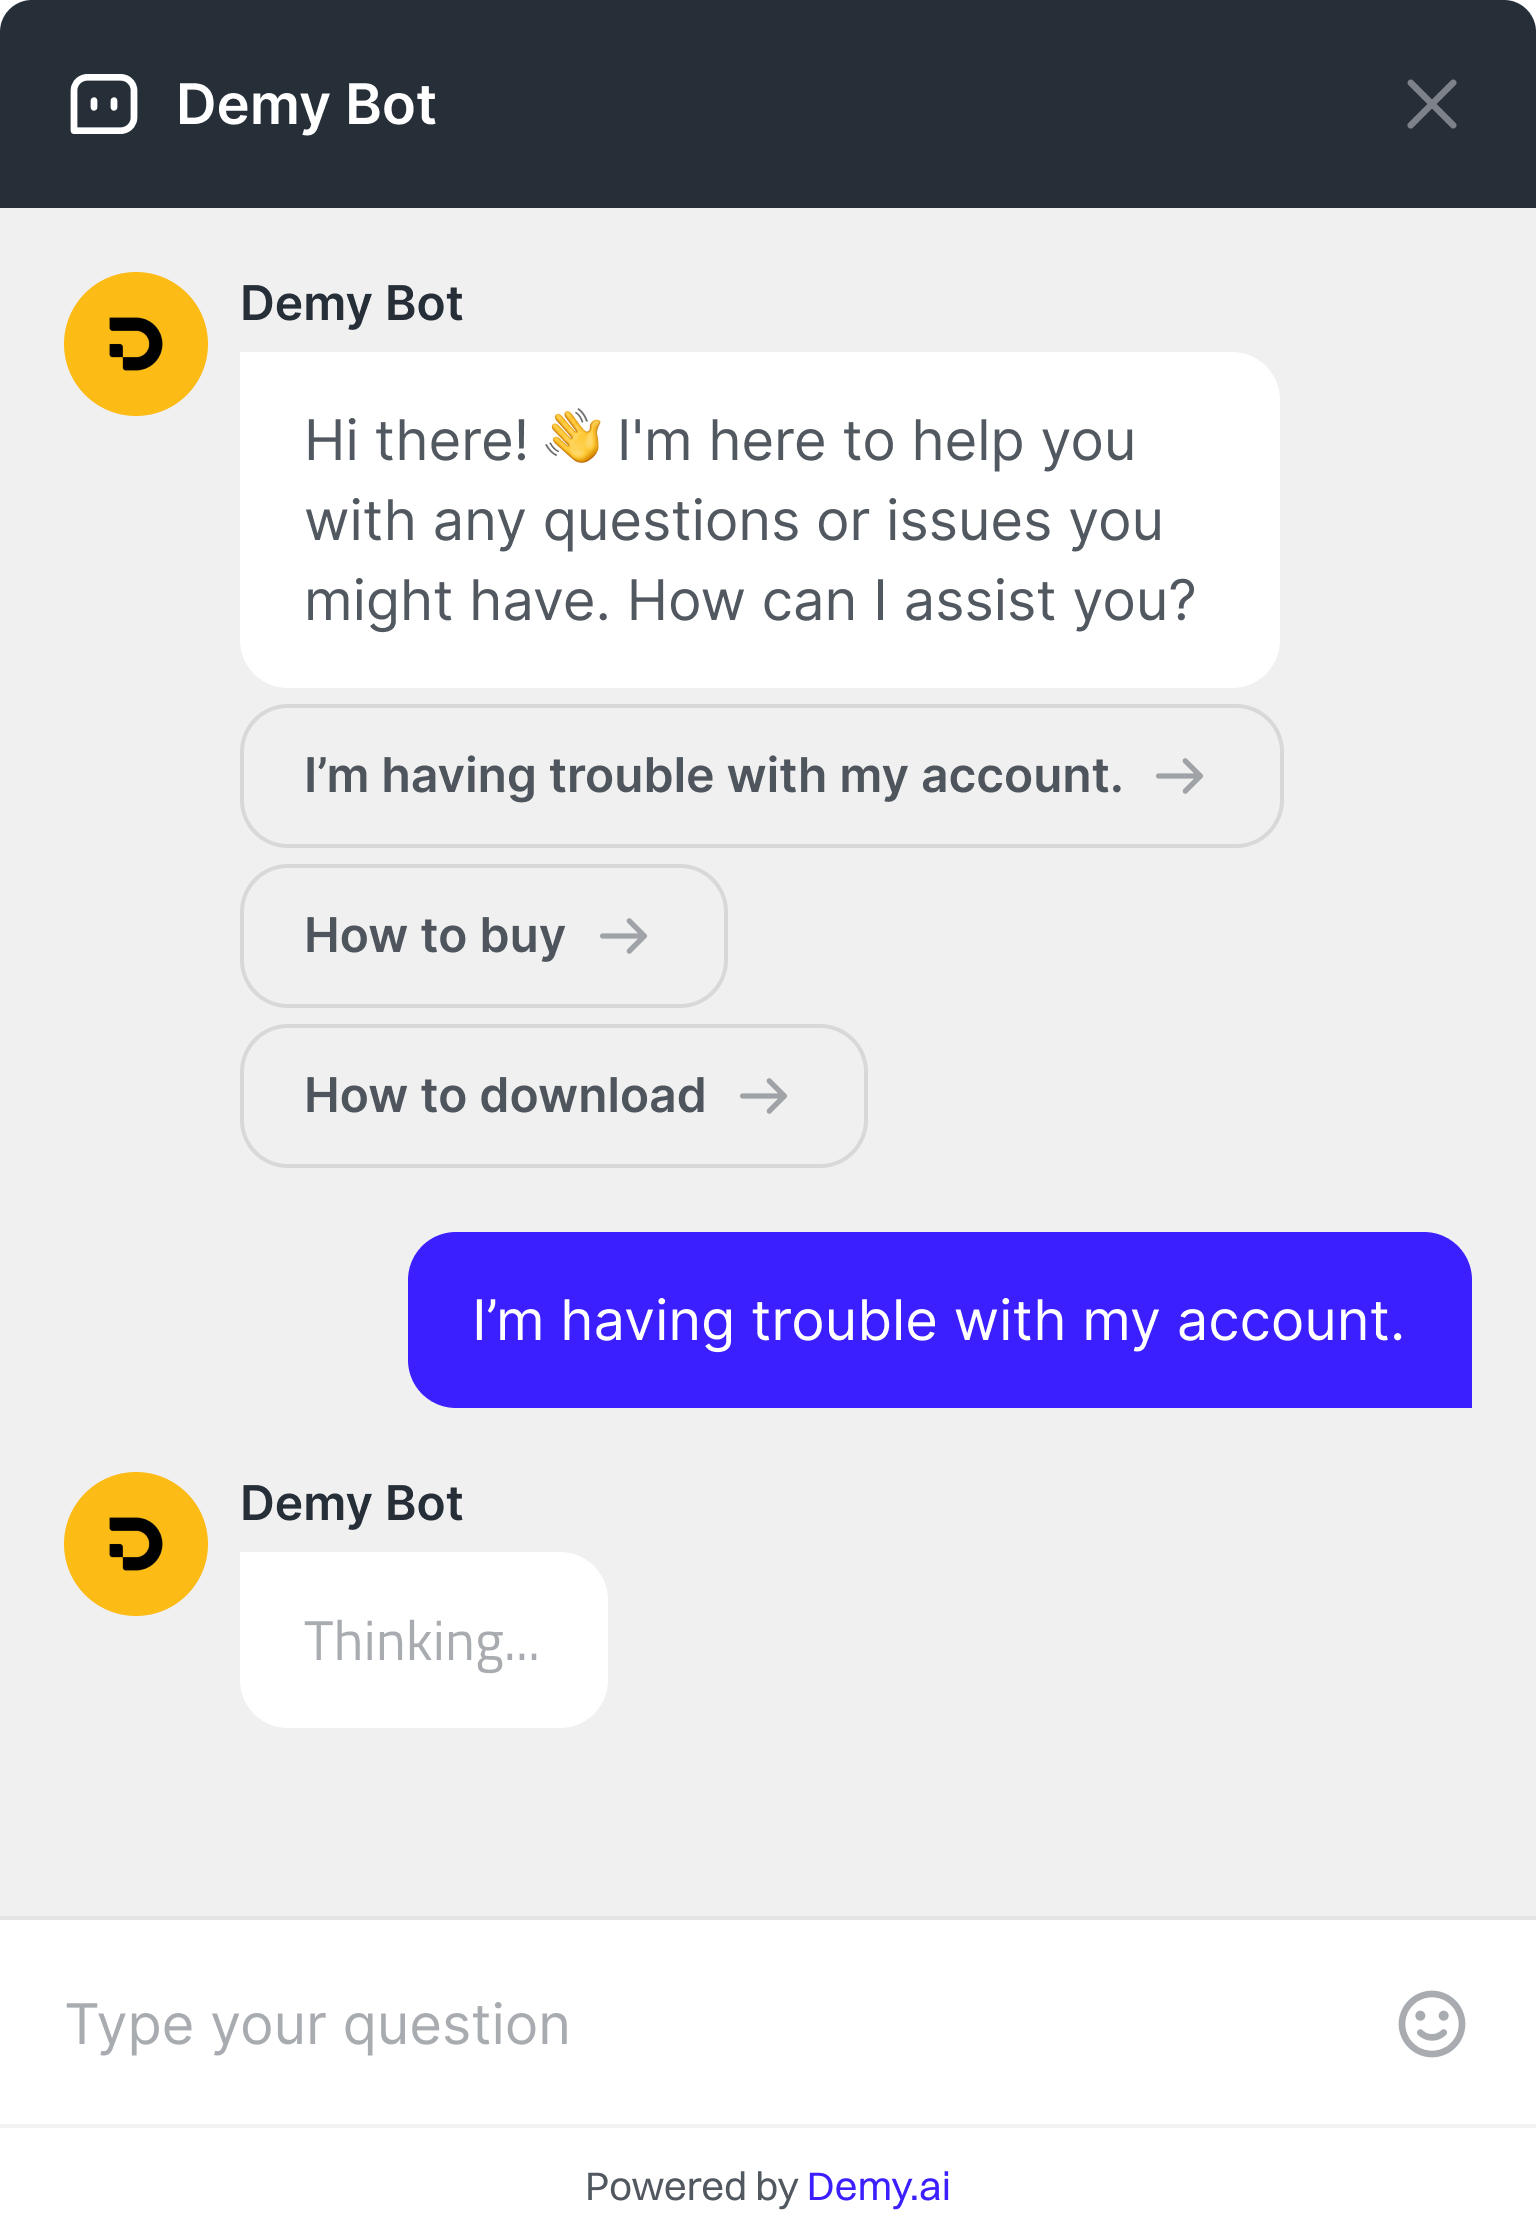 Demy Bot
Demy Bot
Hi there! 👋 I'm here to help you
with any questions or issues you
might have. How can I assist you?
I’m having trouble with my account.
How to buy
How to download
I’m having trouble with my account.
Demy Bot
Thinking...
Type your question
Powered by Demy.ai